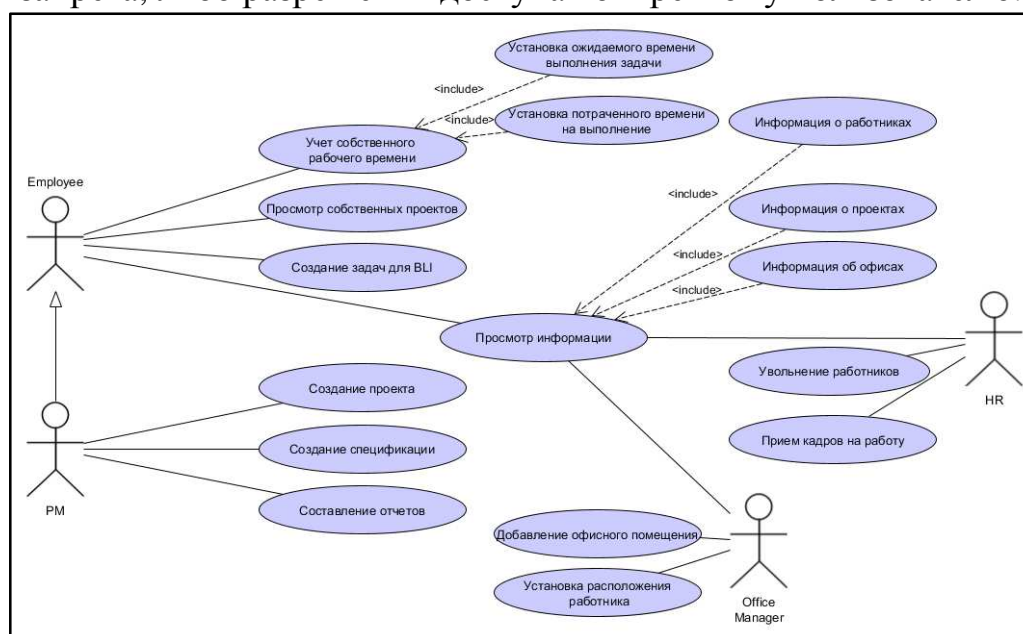 Установка ожидаемого времени
выполнения задачи
<include>
<include>
Установка потраченного времени
на выполнение
Информация о работниках
Учет собственного
рабочего времени
Employee
<include>
Просмотр собственных проектов
Информация о проектах
<include>
Создание задач для BLI
Информация об офисах
<include>
Просмотр информации
Увольнение работников
HR
Создание проекта
Прием кадров на работу
Создание спецификации
PM
Составление отчетов
Добавление офисного помещения
Установка расположения
работника
Office
Manager